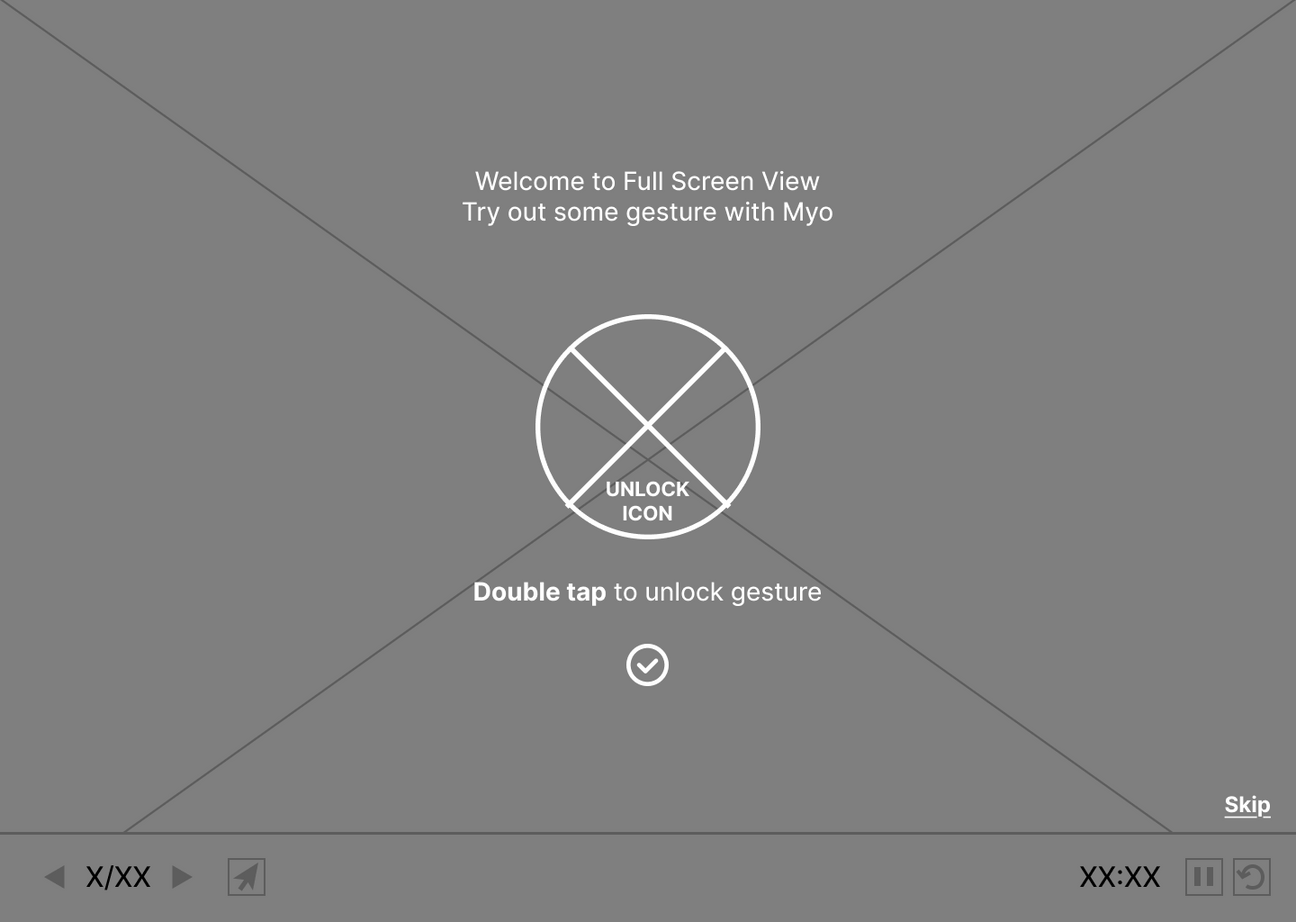 Welcome to Full Screen View
Try out some gesture with Myo
UNLOCK
ICON
Double tap to unlock gesture
Skip
X/XX
XX:XX